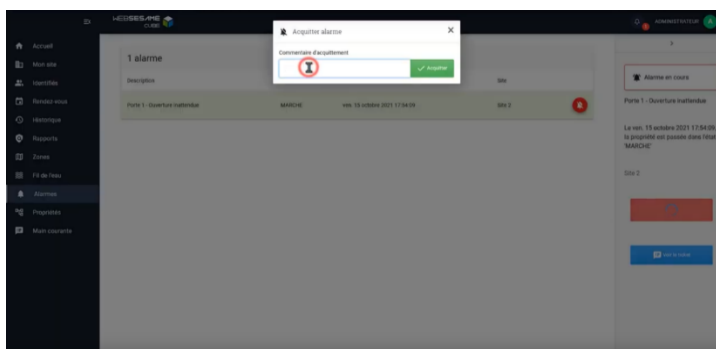 WEBSESAME
CUBE
ADMINISTRATEUR
A
Accueil
Mon site
Identifiés
Rendez-vous
Historique
Rapports
Zones
Fil de l'eau
Alarmes
Propriétés
Main courante
1 alarme
Description
Site
Porte 1 - Ouverture inattendue
MARCHE
ven. 15 octobre 2021 17:54:09
Site 2
Acquitter alarme
Commentaire d'acquittement
Acquitter
Alarme en cours
Porte 1 - Ouverture inattendue
Le ven. 15 octobre 2021 17:54:09,
la propriété est passée dans l'état
'MARCHE'
Site 2